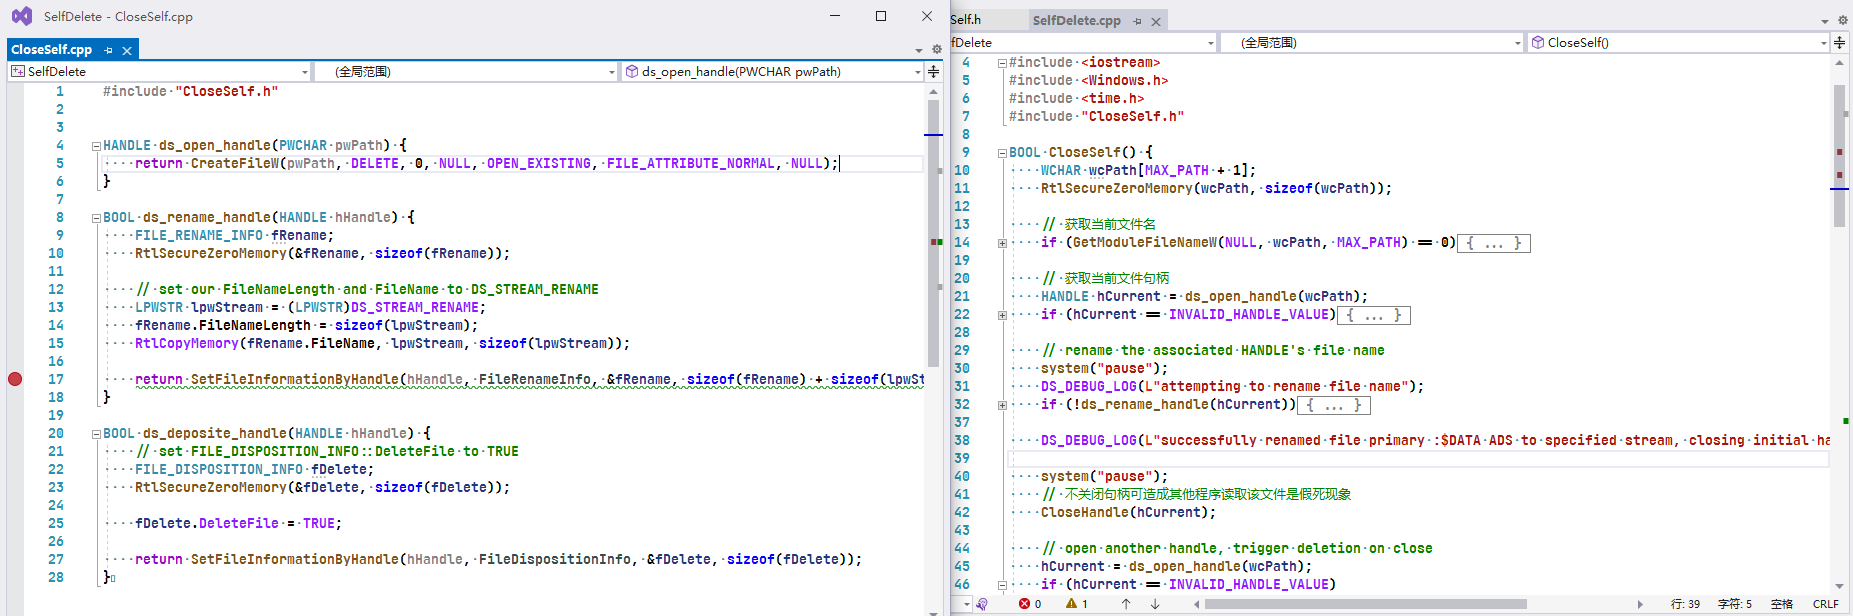 SelfDelete - CloseSelf.cpp
CloseSelf.cpp
SelfDelete
(全局范围)
ds_open_handle(PWCHAR pwPath)
1 #include "CloseSelf.h"
2
3
4 HANDLE ds_open_handle(PWCHAR pwPath) {
5 return CreateFileW(pwPath, DELETE, 0, NULL, OPEN_EXISTING, FILE_ATTRIBUTE_NORMAL, NULL);
6 }
7
8 BOOL ds_rename_handle(HANDLE hHandle) {
9 FILE_RENAME_INFO fRename;
10 RtlSecureZeroMemory(&fRename, sizeof(fRename));
11
12 // set our FileNameLength and FileName to DS_STREAM_RENAME
13 LPWSTR lpwStream = (LPWSTR)DS_STREAM_RENAME;
14 fRename.FileNameLength = sizeof(lpwStream);
15 RtlCopyMemory(fRename.FileName, lpwStream, sizeof(lpwStream));
16
17 return SetFileInformationByHandle(hHandle, FileRenameInfo, &fRename, sizeof(fRename) + sizeof(lpwSt
18 }
19
20 BOOL ds_deposite_handle(HANDLE hHandle) {
21 // set FILE_DISPOSITION_INFO::DeleteFile to TRUE
22 FILE_DISPOSITION_INFO fDelete;
23 RtlSecureZeroMemory(&fDelete, sizeof(fDelete));
24
25 fDelete.DeleteFile = TRUE;
26
27 return SetFileInformationByHandle(hHandle, FileDispositionInfo, &fDelete, sizeof(fDelete));
28 }
Self.h
SelfDelete.cpp
fDelete
(全局范围)
CloseSelf()
4 #include <iostream>
5 #include <Windows.h>
6 #include <time.h>
7 #include "CloseSelf.h"
8
9 BOOL CloseSelf() {
10 WCHAR wcPath[MAX_PATH + 1];
11 RtlSecureZeroMemory(wcPath, sizeof(wcPath));
12
13 // 获取当前文件名
14 if (GetModuleFileNameW(NULL, wcPath, MAX_PATH) == 0) { ... }
19
20 // 获取当前文件句柄
21 HANDLE hCurrent = ds_open_handle(wcPath);
22 if (hCurrent == INVALID_HANDLE_VALUE) { ... }
28
29 // rename the associated HANDLE's file name
30 system("pause");
31 DS_DEBUG_LOG(L"attempting to rename file name");
32 if (!ds_rename_handle(hCurrent)) { ... }
37
38 DS_DEBUG_LOG(L"successfully renamed file primary :$DATA ADS to specified stream, closing initial ha
39
40 system("pause");
41 // 不关闭句柄可造成其他程序读取该文件是假死现象
42 CloseHandle(hCurrent);
43
44 // open another handle, trigger deletion on close
45 hCurrent = ds_open_handle(wcPath);
46 if (hCurrent == INVALID_HANDLE_VALUE)
0 1 行: 39 字符: 5 空格 CRLF